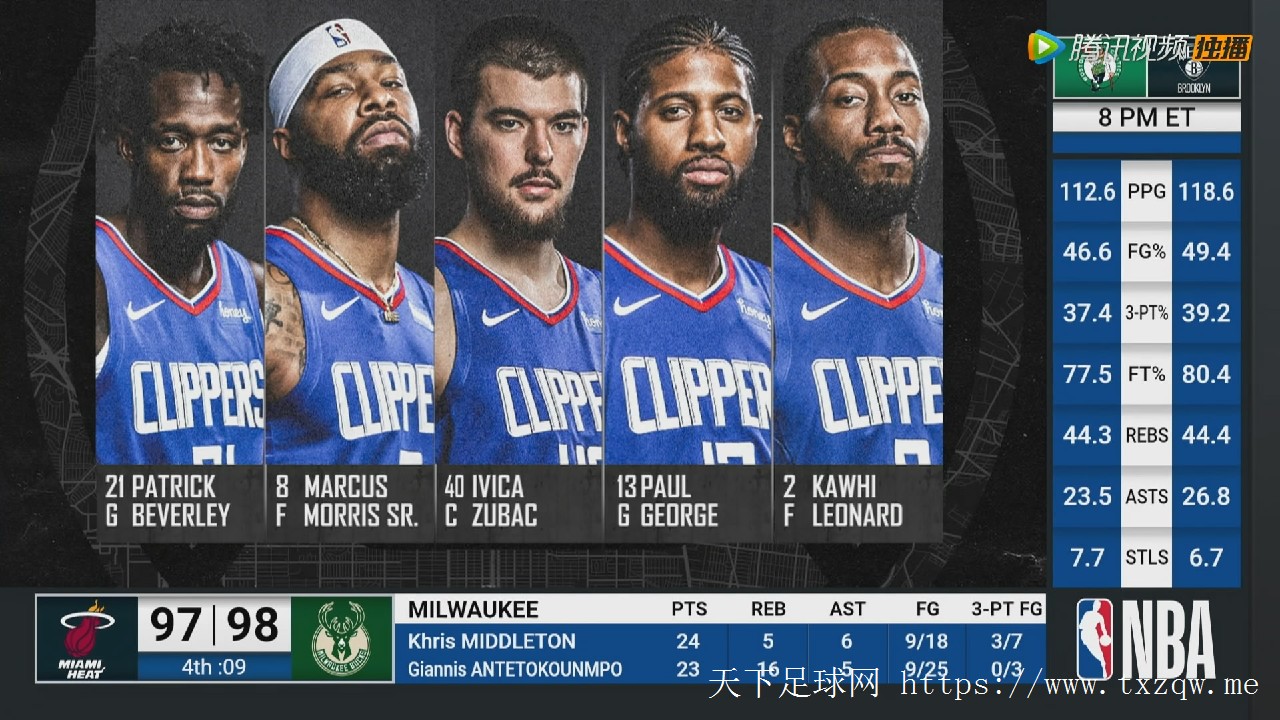 腾讯视频 独播
BROOKLYN
8 PM ET
112.6 PPG 118.6
46.6 FG% 49.4
37.4 3-PT% 39.2
77.5 FT% 80.4
44.3 REBS 44.4
23.5 ASTS 26.8
7.7 STLS 6.7
CLIPPERS
CLIPPE
CLIPPE
CLIPPER
CLIPPE
21 PATRICK
G BEVERLEY
8 MARCUS
F MORRIS SR.
40 IVICA
C ZUBAC
13 PAUL
G GEORGE
2 KAWHI
F LEONARD
MIAMI
HEAT
97 | 98
4th :09
MILWAUKEE PTS REB AST FG 3-PT FG
Khris MIDDLETON 24 5 6 9/18 3/7
Giannis ANTETOKOUNMPO 23 16 5 9/25 0/3
NBA
天下足球网 https://www.txzqw.me